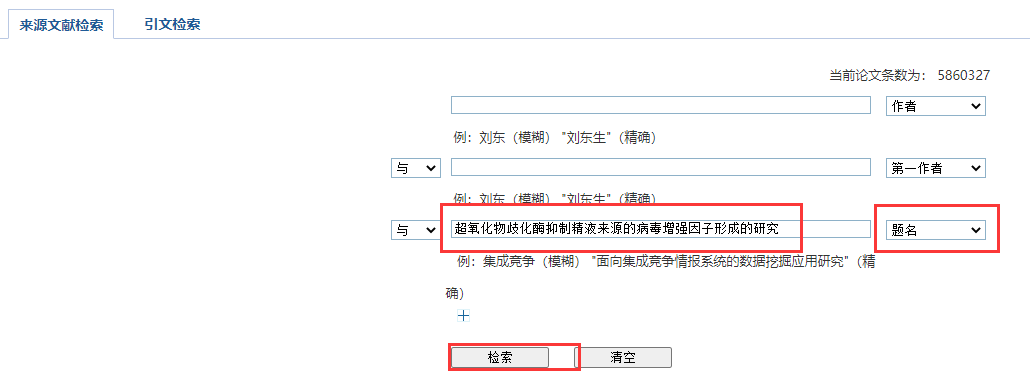 来源文献检索 引文检索
当前论文条数为： 5860327
作者
例：刘东（模糊） "刘东生"（精确）
与 第一作者
例：刘东（模糊） "刘东生"（精确）
与 超氧化物歧化酶抑制精液来源的病毒增强因子形成的研究 题名
例：集成竞争（模糊） "面向集成竞争情报系统的数据挖掘应用研究"（精
确）
检索 清空